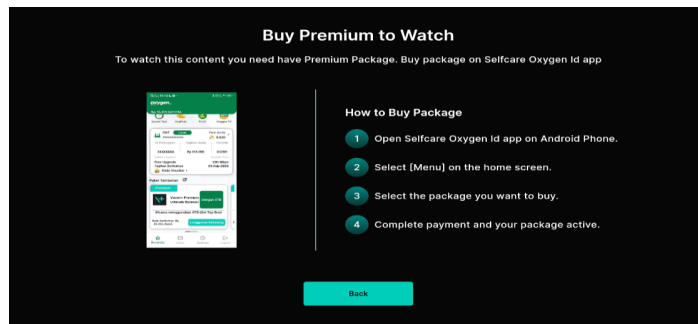 Buy Premium to Watch
To watch this content you need have Premium Package. Buy package on Selfcare Oxygen Id app
oxygen.
How to Buy Package
1 Open Selfcare Oxygen Id app on Android Phone.
2 Select [Menu] on the home screen.
3 Select the package you want to buy.
4 Complete payment and your package active.
Back